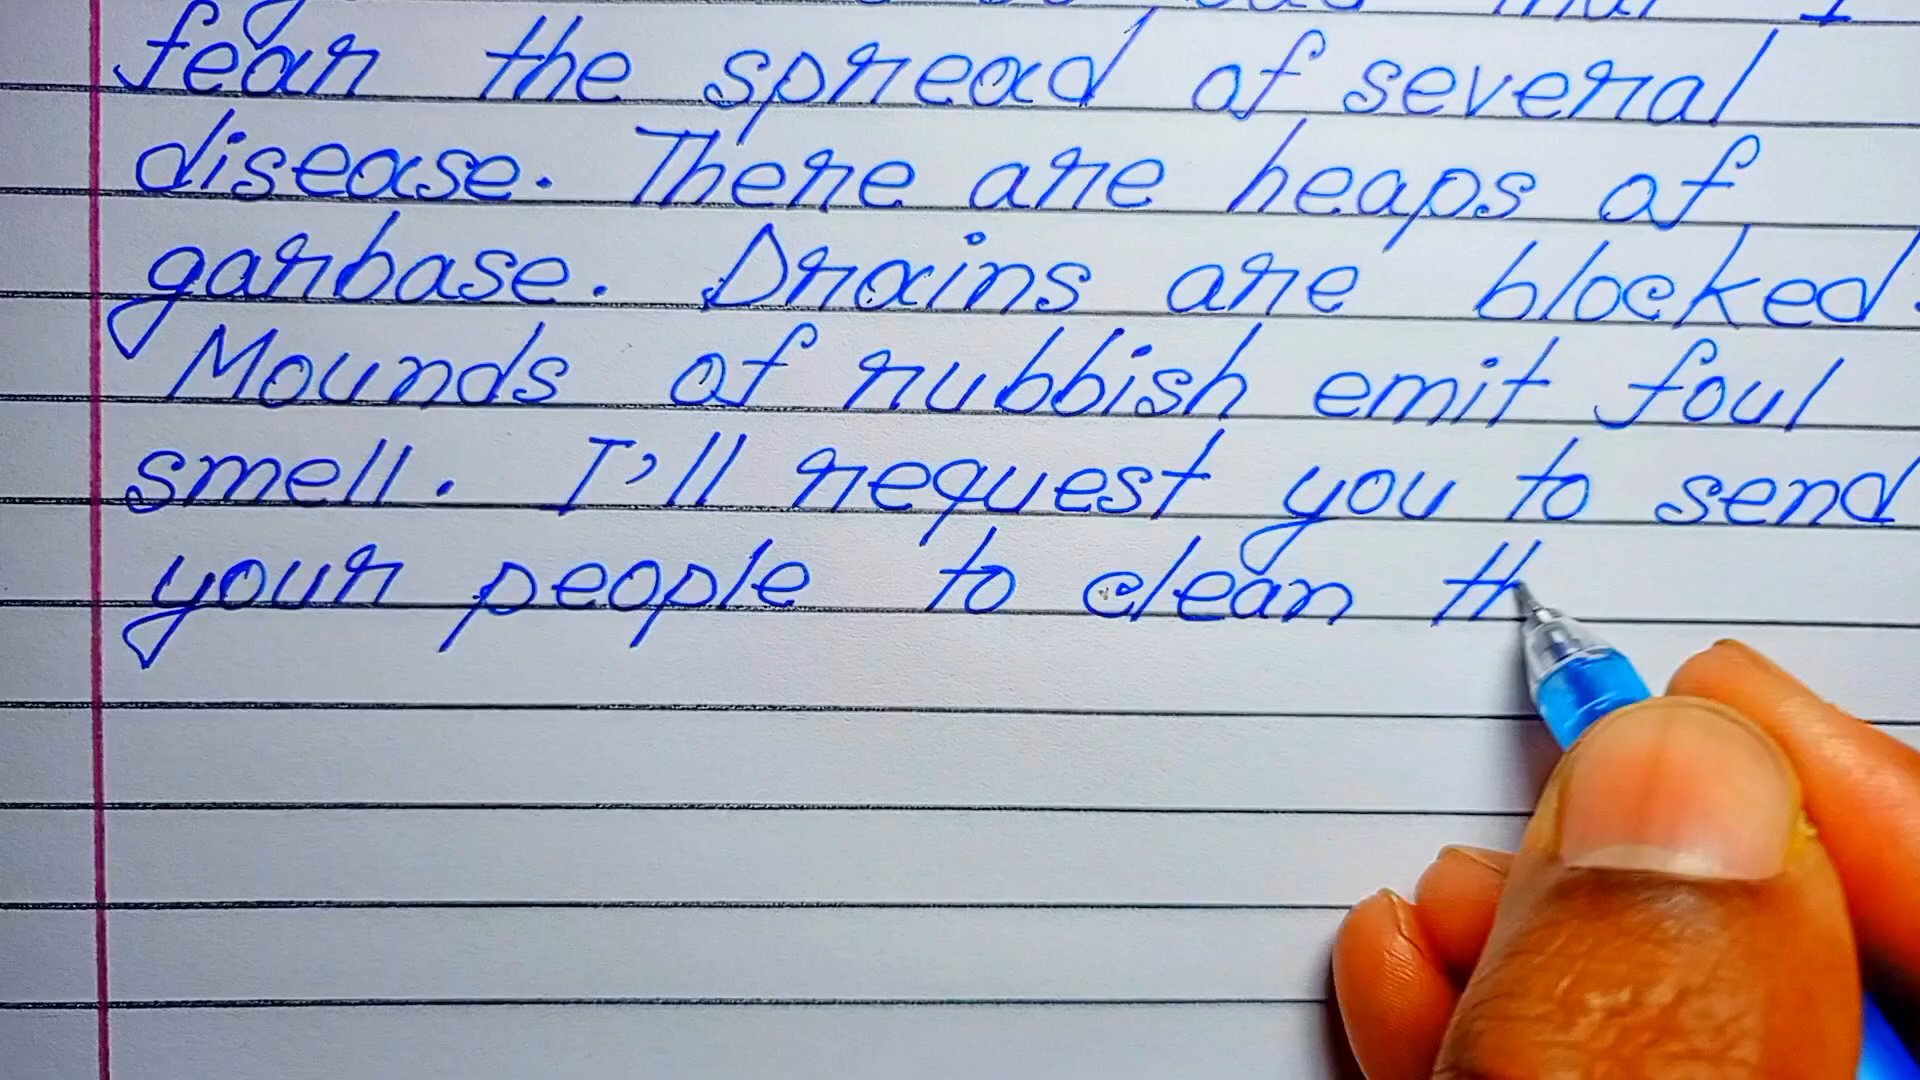 that I
fear the spread of several
disease. There are heaps of
garbase. Drains are blocked.
Mounds of rubbish emit foul
smell. I'll request you to send
your people to clean th